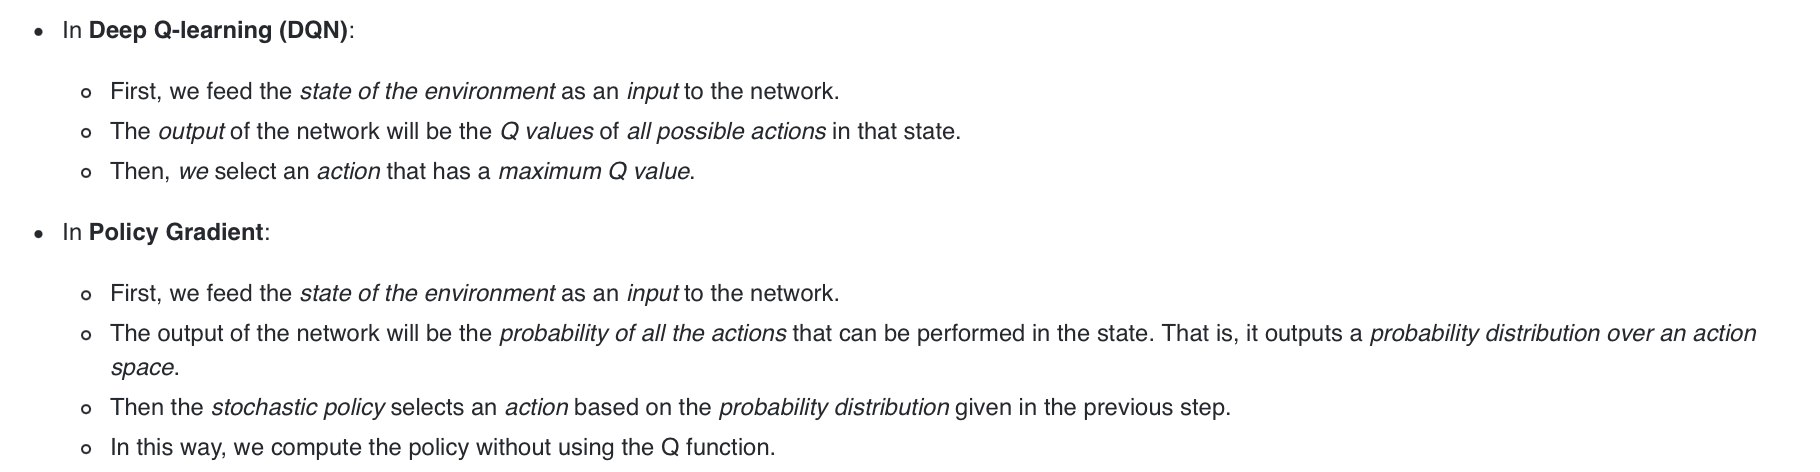 • In Deep Q-learning (DQN):
◦ First, we feed the state of the environment as an input to the network.
◦ The output of the network will be the Q values of all possible actions in that state.
◦ Then, we select an action that has a maximum Q value.
• In Policy Gradient:
◦ First, we feed the state of the environment as an input to the network.
◦ The output of the network will be the probability of all the actions that can be performed in the state. That is, it outputs a probability distribution over an action
space.
◦ Then the stochastic policy selects an action based on the probability distribution given in the previous step.
◦ In this way, we compute the policy without using the Q function.